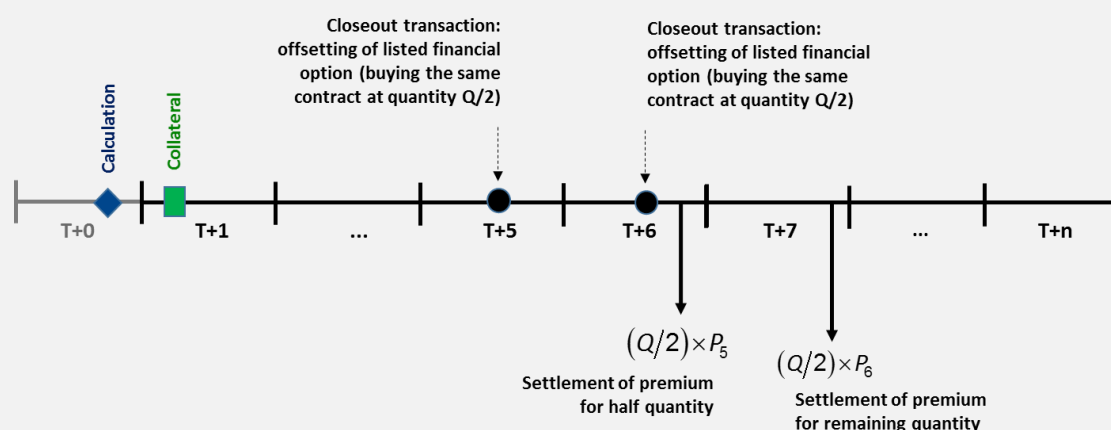 Closeout transaction:
offsetting of listed financial
option (buying the same
contract at quantity Q/2)
Closeout transaction:
offsetting of listed financial
option (buying the same
contract at quantity Q/2)
Calculation
Collateral
T+0
T+1
...
T+5
T+6
T+7
...
T+n
(Q/2)×P₅
Settlement of premium
for half quantity
(Q/2)×P₆
Settlement of premium
for remaining quantity